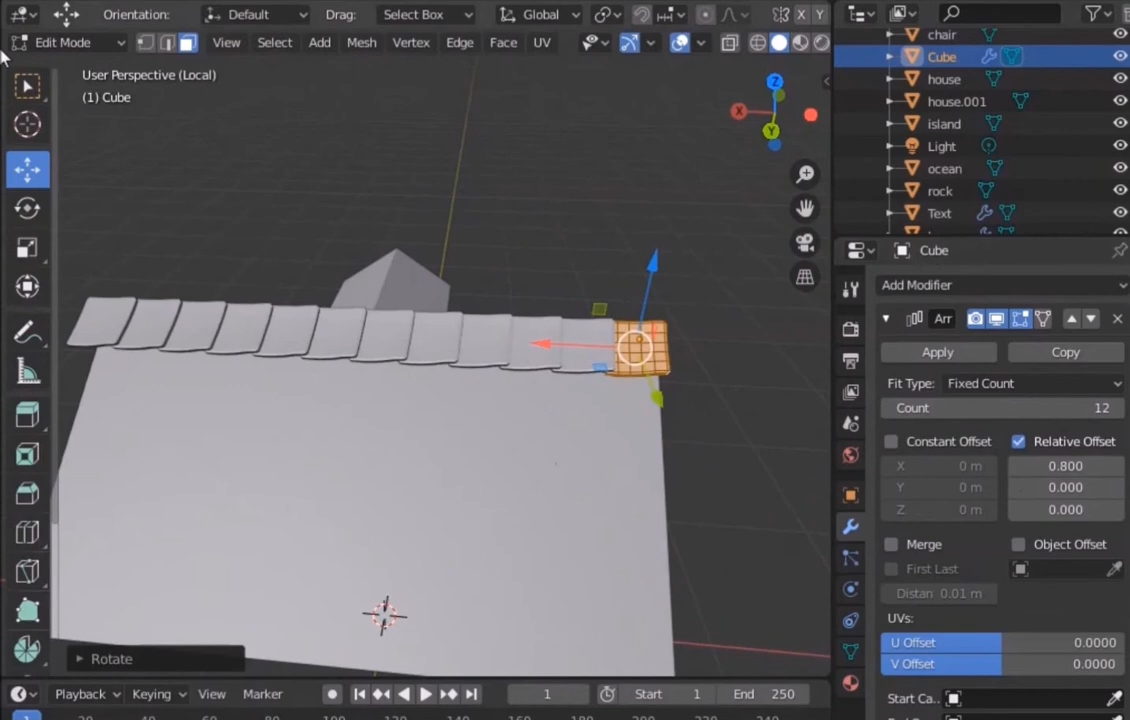 Orientation: Default Drag: Select Box Global X Y
Edit Mode View Select Add Mesh Vertex Edge Face UV
User Perspective (Local)
(1) Cube
Z
X
Y
chair
Cube
house
house.001
island
Light
ocean
rock
Text
Cube
Add Modifier
Arr
Apply Copy
Fit Type: Fixed Count
Count 12
Constant Offset Relative Offset
X 0 m 0.800
Y 0 m 0.000
Z 0 m 0.000
Merge Object Offset
First Last
Distan 0.01 m
UVs:
U Offset 0.0000
V Offset 0.0000
Start Ca..
Rotate
Playback Keying View Marker 1 Start 1 End 250